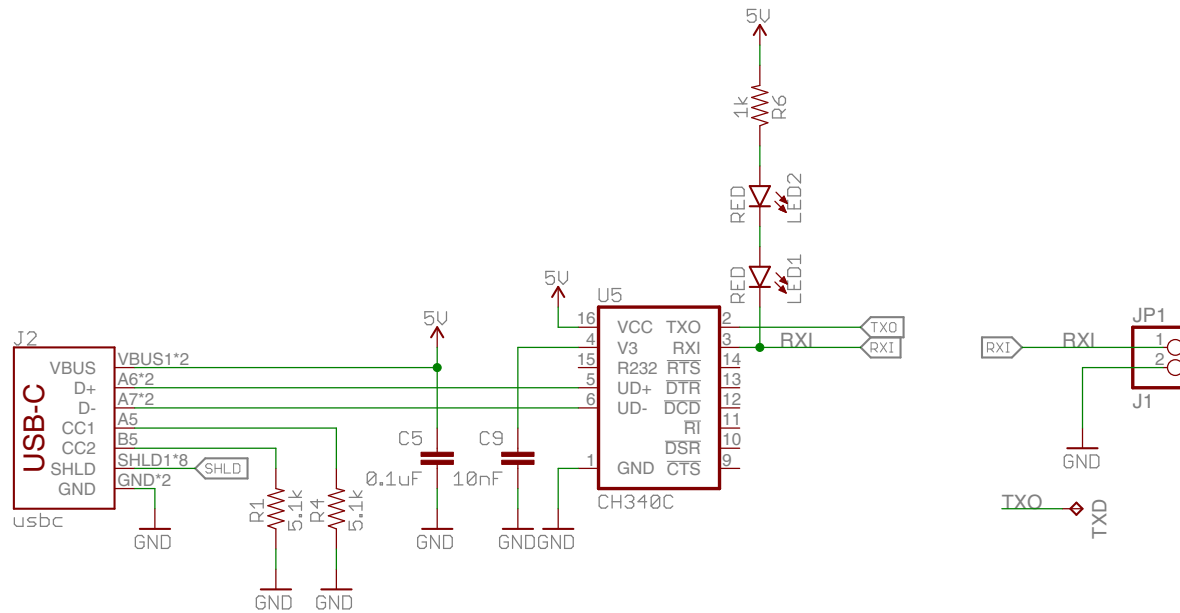 5V
1k
R6
RED
LED2
RED
LED1
5V
U5
16 VCC TXO 2 TXO
4 V3 RXI 3 RXI RXI
15 R232 RTS 14
5 UD+ DTR 13
6 UD- DCD 12
RI 11
DSR 10
1 GND CTS 9
CH340C
5V
J2
USB-C
VBUS VBUS1*2
D+ A6*2
D- A7*2
CC1 A5
CC2 B5
SHLD SHLD1*8 SHLD
GND GND*2
usbc
C5
0.1uF
C9
10nF
R1
5.1k
R4
5.1k
GND
GND
GND
GND
GND
GND
JP1
RXI RXI 1
2
J1
GND
TXO
TXD